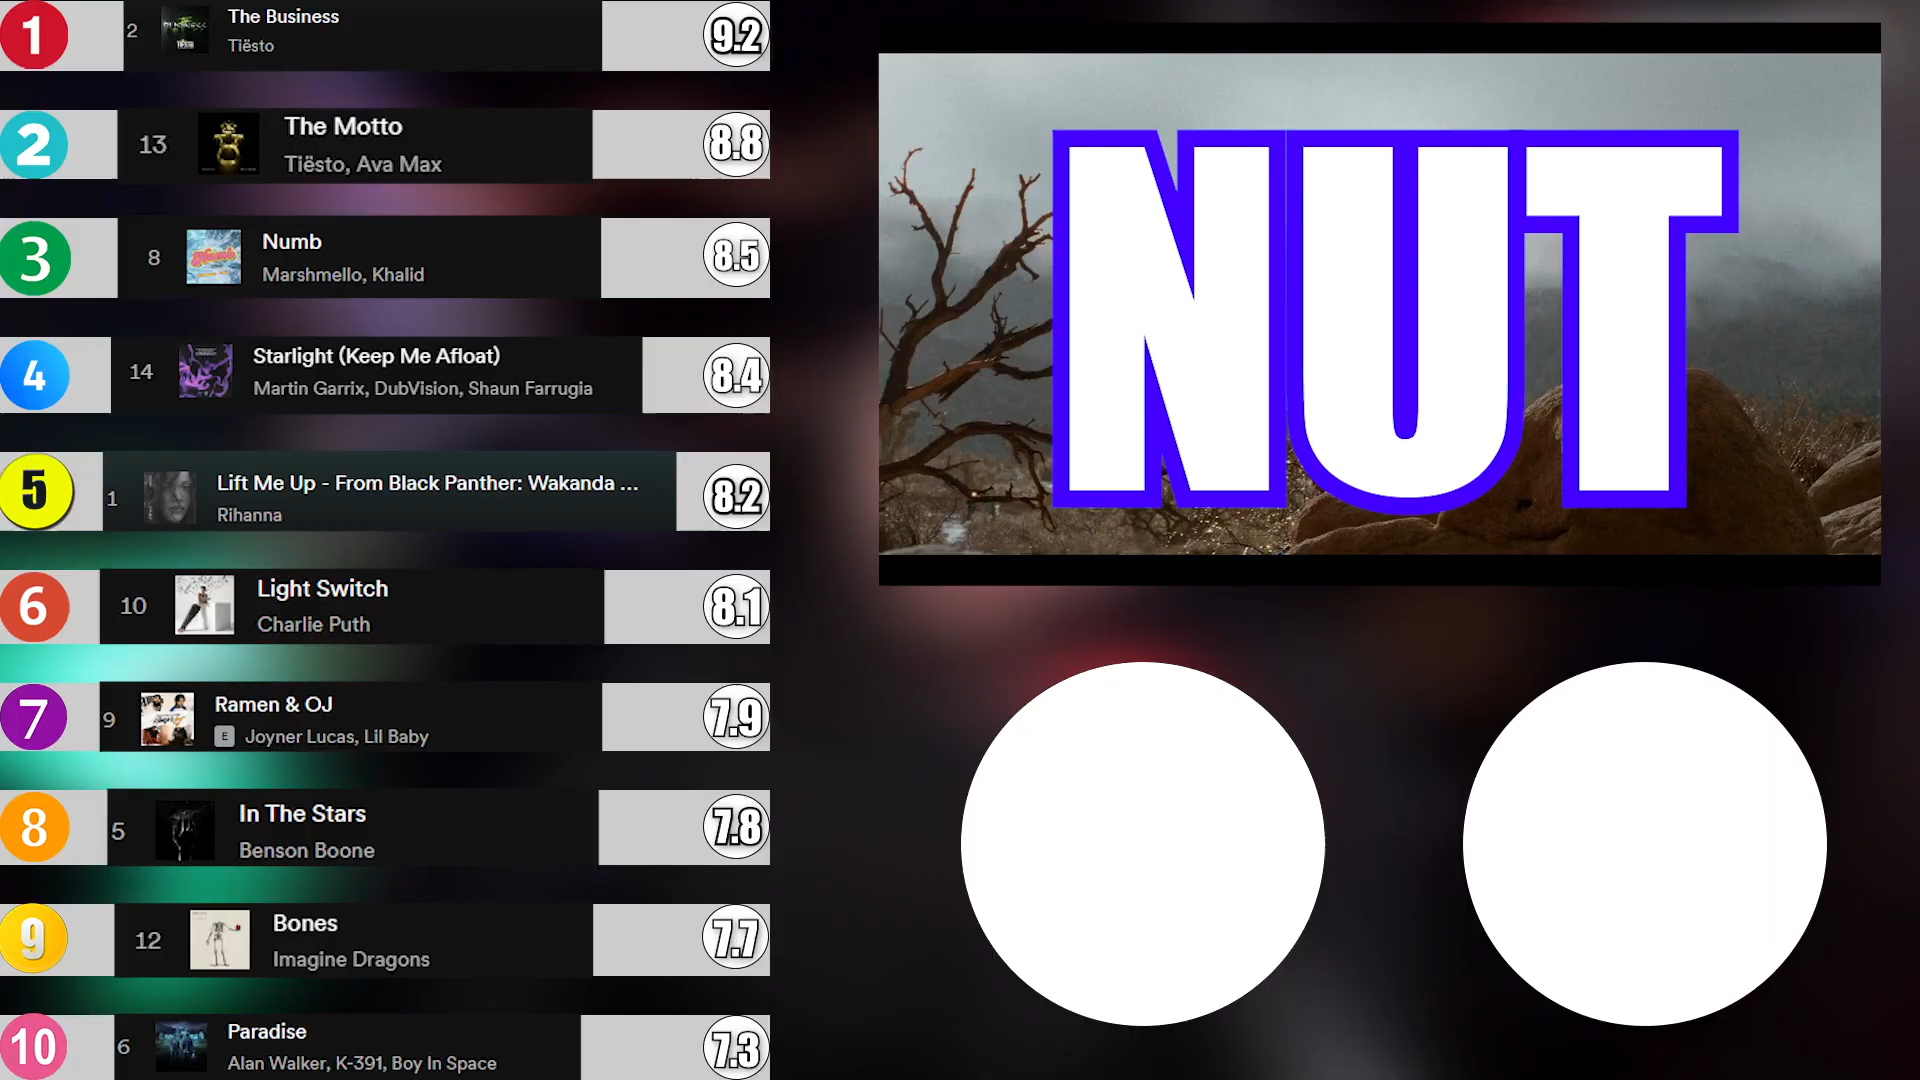 1
2
The Business
Tiësto
9.2
2
13
The Motto
Tiësto, Ava Max
8.8
3
8
Numb
Marshmello, Khalid
8.5
4
14
Starlight (Keep Me Afloat)
Martin Garrix, DubVision, Shaun Farrugia
8.4
5
1
Lift Me Up - From Black Panther: Wakanda ...
Rihanna
8.2
6
10
Light Switch
Charlie Puth
8.1
7
9
Ramen & OJ
E Joyner Lucas, Lil Baby
7.9
8
5
In The Stars
Benson Boone
7.8
9
12
Bones
Imagine Dragons
7.7
10
6
Paradise
Alan Walker, K-391, Boy In Space
7.3
NUT